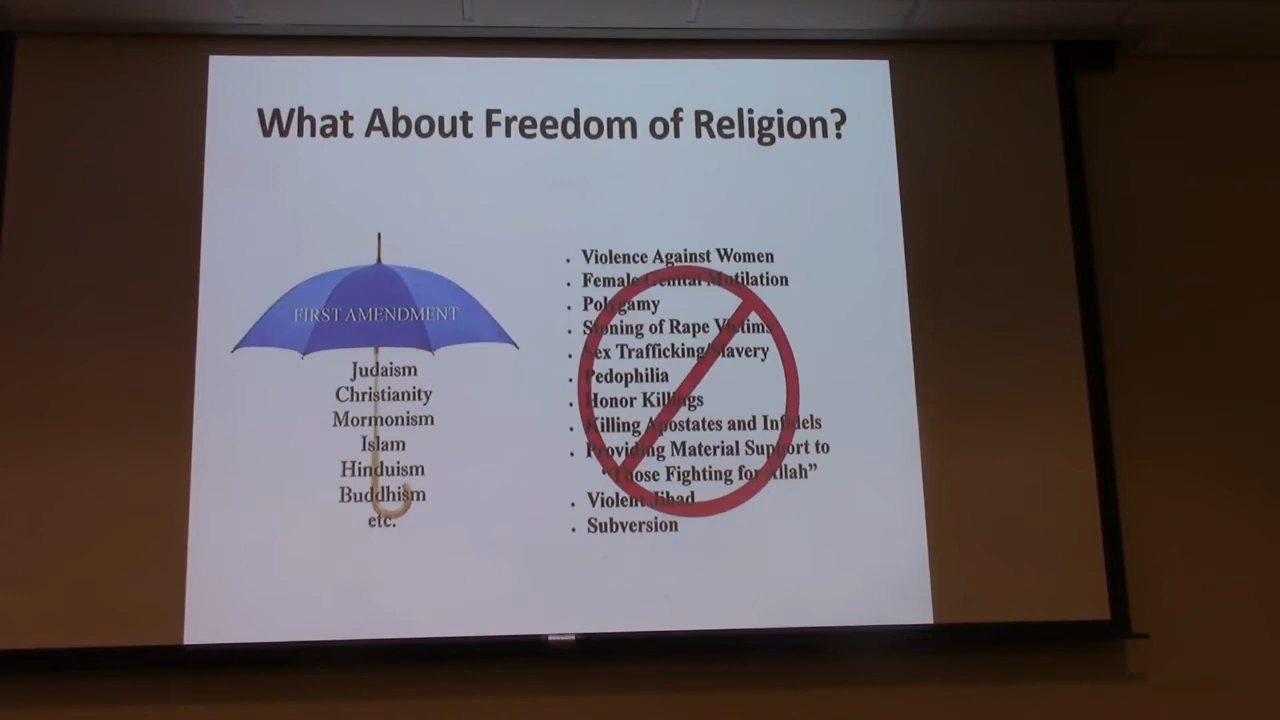 What About Freedom of Religion?
FIRST AMENDMENT
Judaism
Christianity
Mormonism
Islam
Hinduism
Buddhism
etc.
. Violence Against Women
. Female Genital Mutilation
. Polygamy
. Stoning of Rape Victims
. Sex Trafficking/Slavery
. Pedophilia
. Honor Killings
. Killing Apostates and Infidels
. Providing Material Support to
“Those Fighting for Allah”
. Violent Jihad
. Subversion